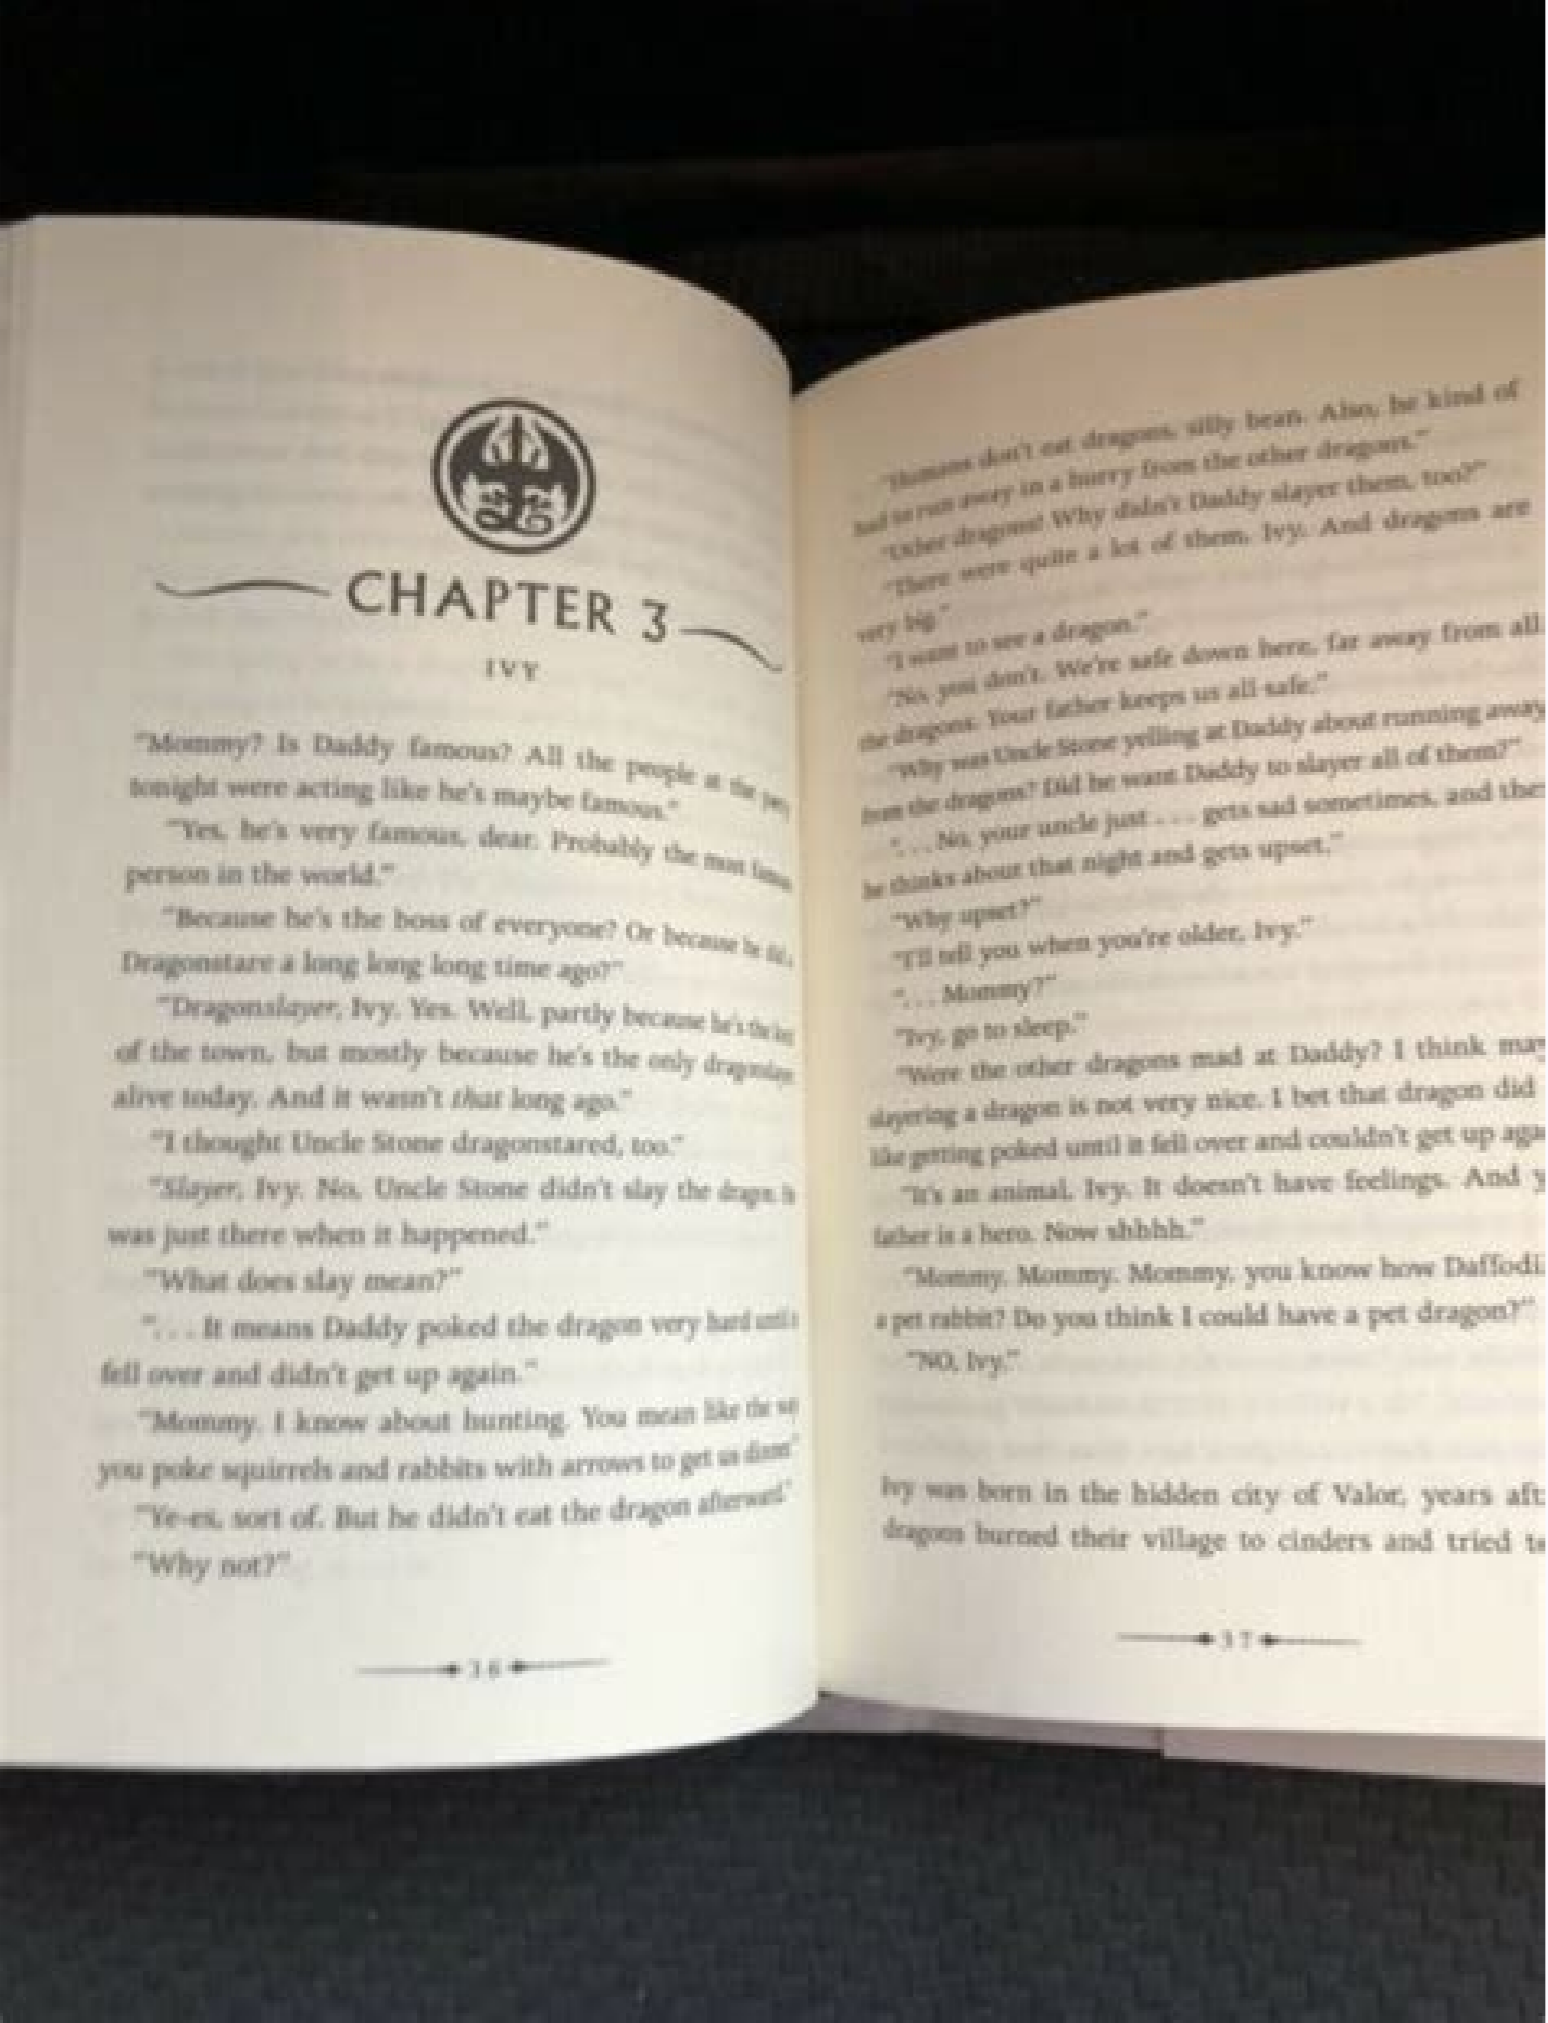 CHAPTER 3
IVY
"Mommy? Is Daddy famous? All the people at the party
tonight were acting like he's maybe famous."
"Yes, he's very famous, dear. Probably the most famous
person in the world."
"Because he's the boss of everyone? Or because he did a
Dragonstare a long long long time ago?"
"Dragonslayer, Ivy. Yes. Well, partly because he's the
of the town, but mostly because he's the only dragonslayer
alive today. And it wasn't that long ago."
"I thought Uncle Stone dragonstared, too."
"Slayer, Ivy. No, Uncle Stone didn't slay the dragon. He
was just there when it happened."
"What does slay mean?"
". . . It means Daddy poked the dragon very hard until it
fell over and didn't get up again."
"Mommy. I know about hunting. You mean like the way
you poke squirrels and rabbits with arrows to get us dinner"
"Ye-es, sort of. But he didn't eat the dragon afterward."
"Why not?"
36
"Humans don't eat dragons, silly bean. Also, he kind of
had to run away in a hurry from the other dragons."
"Other dragons! Why didn't Daddy slayer them, too?"
"There were quite a lot of them, Ivy. And dragons are
very big."
"I want to see a dragon."
"No, you don't. We're safe down here, far away from all
the dragons. Your father keeps us all safe."
"Why was Uncle Stone yelling at Daddy about running away
from the dragons? Did he want Daddy to slayer all of them?"
". . . No, your uncle just . . . gets sad sometimes, and the
he thinks about that night and gets upset."
"Why upset?"
"I'll tell you when you're older, Ivy."
". . . Mommy?"
"Ivy, go to sleep."
"Were the other dragons mad at Daddy? I think may
slayering a dragon is not very nice. I bet that dragon did
like getting poked until it fell over and couldn't get up aga
"It's an animal, Ivy. It doesn't have feelings. And y
father is a hero. Now shhhh."
"Mommy. Mommy. Mommy, you know how Daffodi
a pet rabbit? Do you think I could have a pet dragon?"
"NO, Ivy."
Ivy was born in the hidden city of Valor, years aft
dragons burned their village to cinders and tried t
37